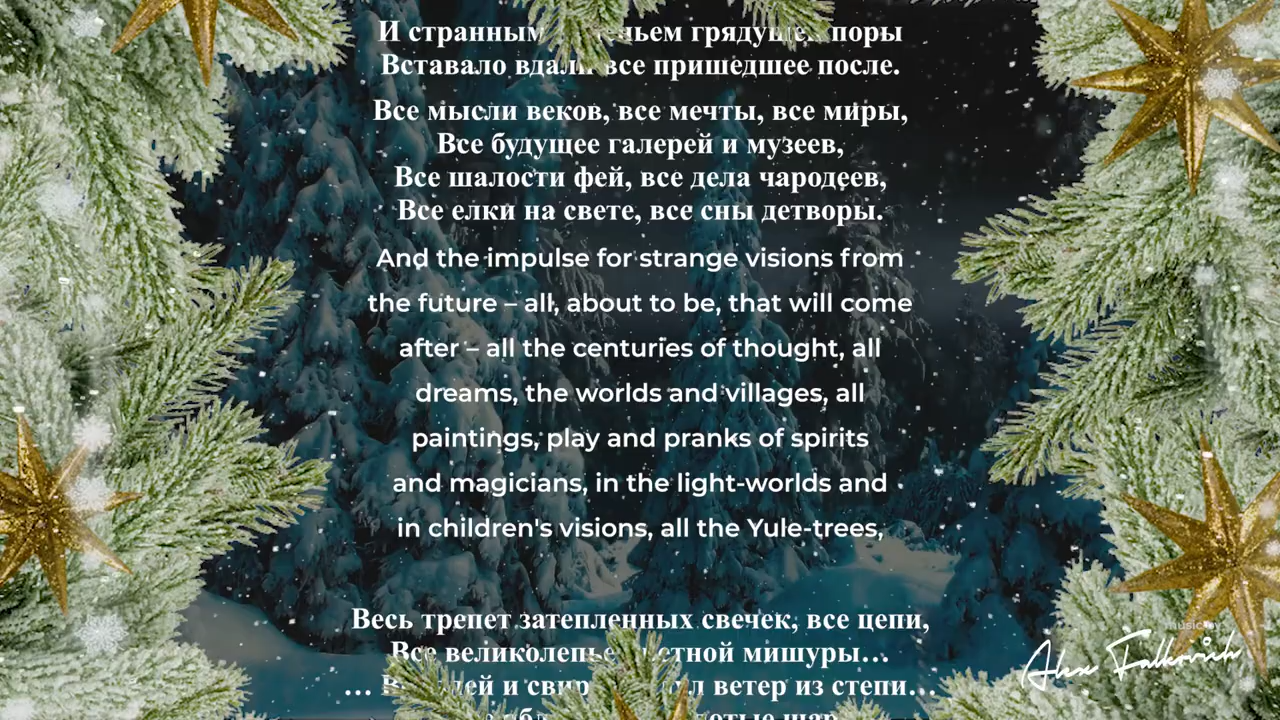 И странным грядущей поры
Вставало вдали все пришедшее после.
Все мысли веков, все мечты, все миры,
Все будущее галерей и музеев,
Все шалости фей, все дела чародеев,
Все елки на свете, все сны детворы.
And the impulse for strange visions from
the future – all, about to be, that will come
after – all the centuries of thought, all
dreams, the worlds and villages, all
paintings, play and pranks of spirits
and magicians, in the light-worlds and
in children's visions, all the Yule-trees,
Весь трепет затепленных свечек, все цепи,
Все великолепье мишуры…
… и ветер из степи…
music by
Alex Falkovich